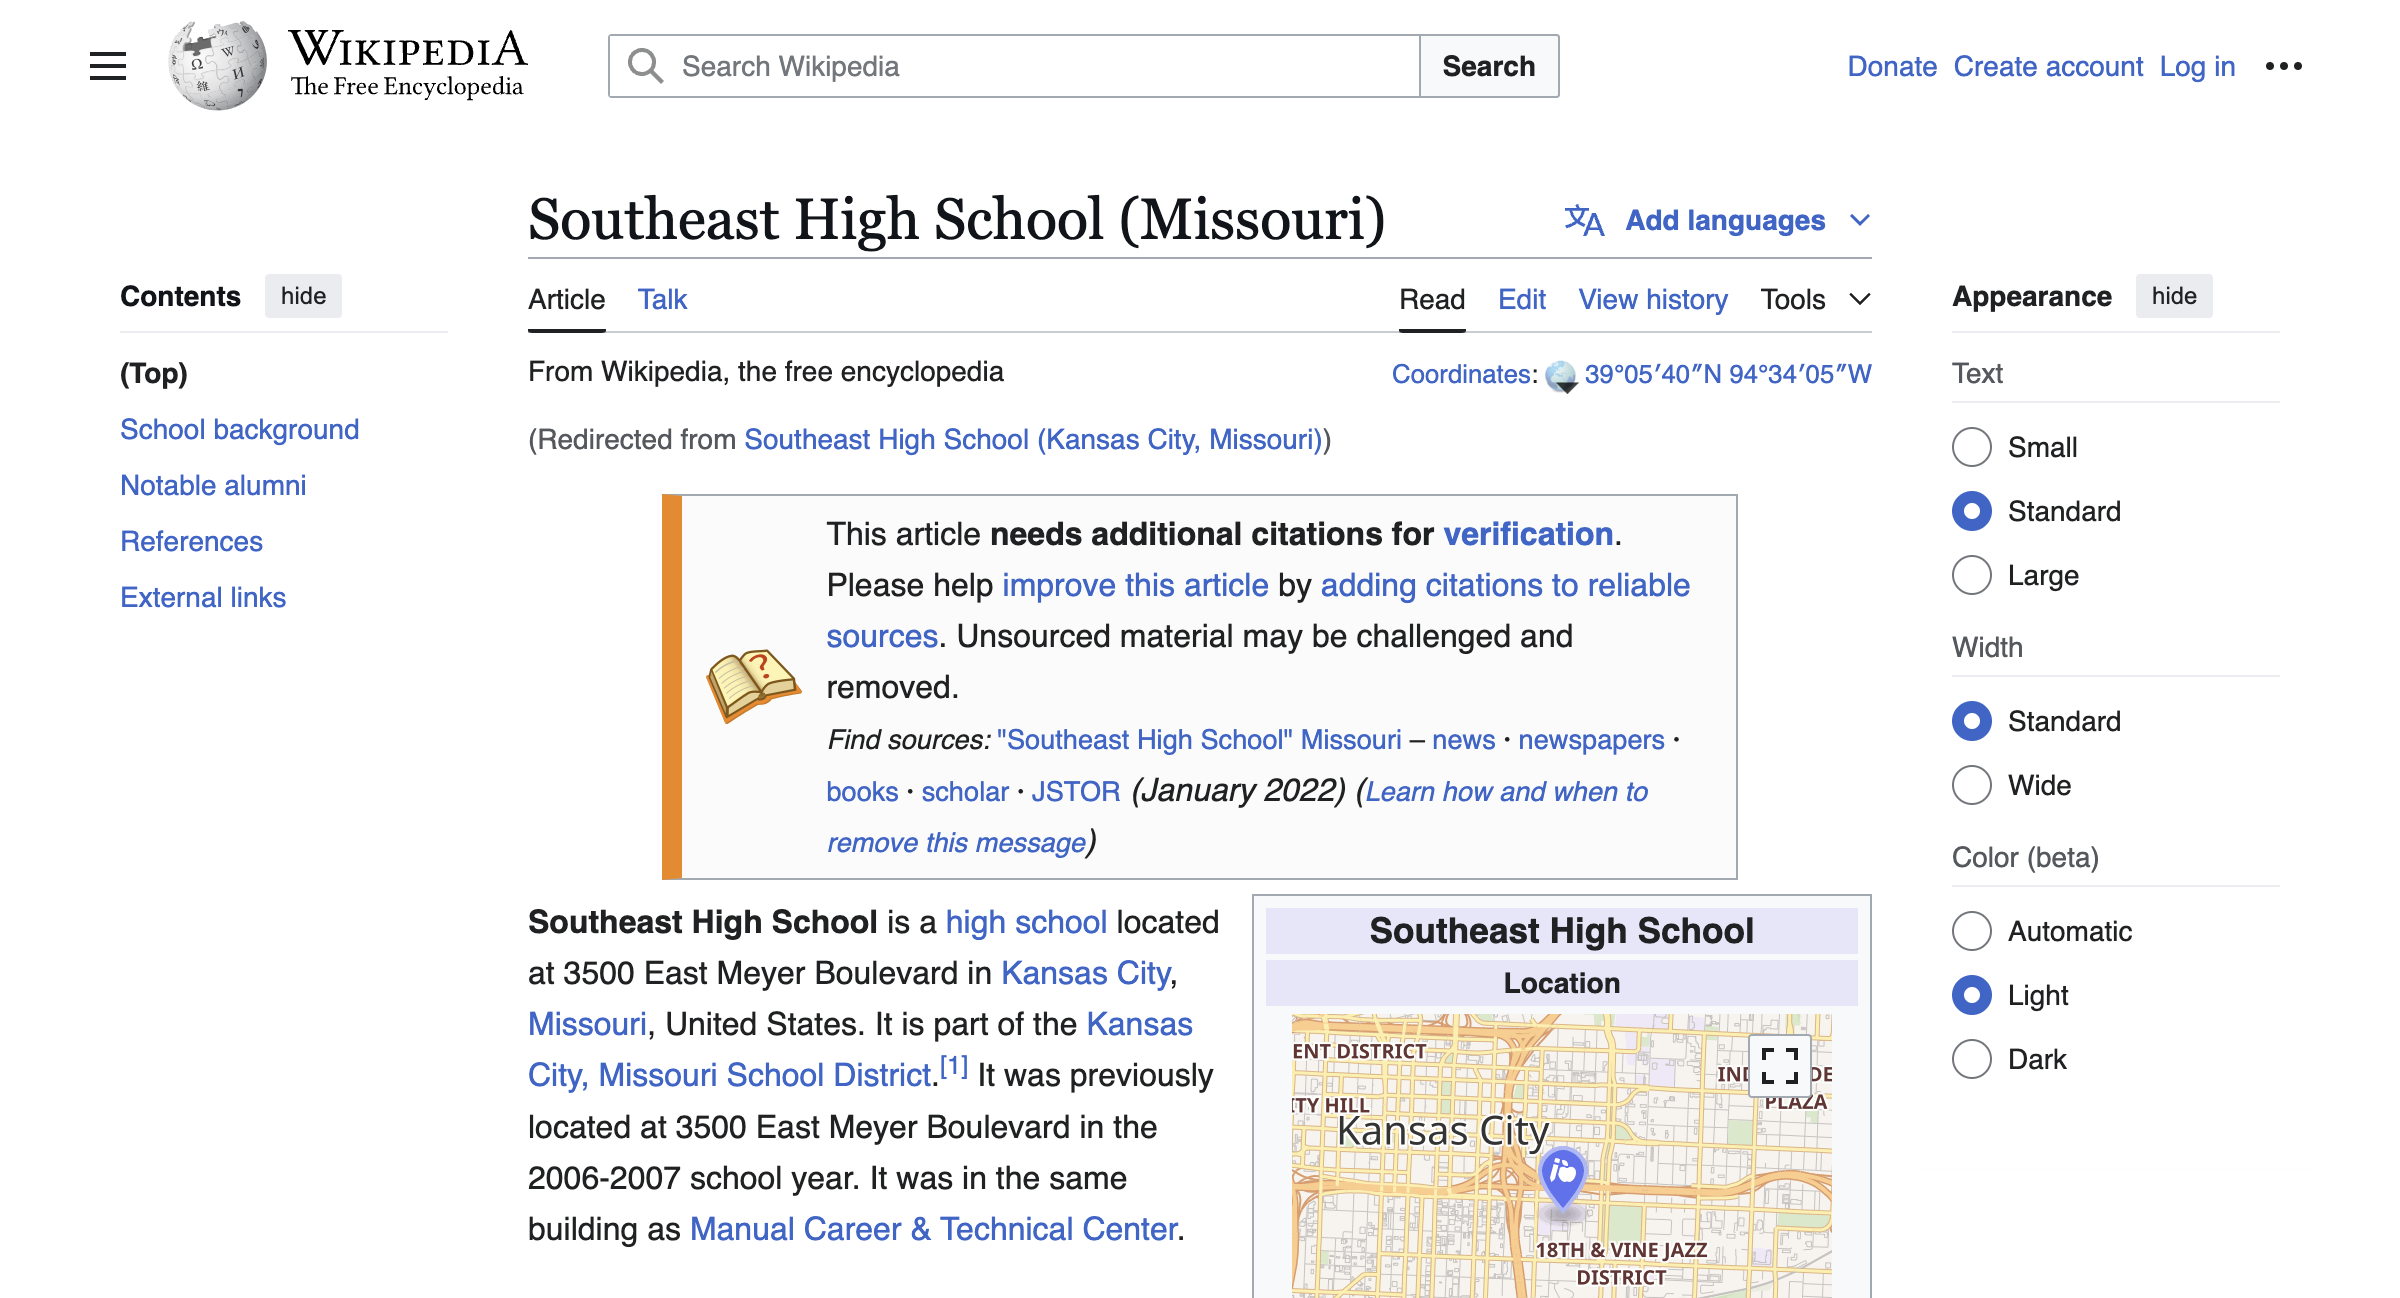 WIKIPEDIA
The Free Encyclopedia
Search Wikipedia
Search
Donate Create account Log in
Southeast High School (Missouri)
Add languages
Contents hide
(Top)
School background
Notable alumni
References
External links
Article Talk
Read Edit View history Tools
From Wikipedia, the free encyclopedia
Coordinates: 39°05′40″N 94°34′05″W
(Redirected from Southeast High School (Kansas City, Missouri))
This article needs additional citations for verification.
Please help improve this article by adding citations to reliable
sources. Unsourced material may be challenged and
removed.
Find sources: "Southeast High School" Missouri – news · newspapers ·
books · scholar · JSTOR (January 2022) (Learn how and when to
remove this message)
Southeast High School is a high school located
at 3500 East Meyer Boulevard in Kansas City,
Missouri, United States. It is part of the Kansas
City, Missouri School District.[1] It was previously
located at 3500 East Meyer Boulevard in the
2006-2007 school year. It was in the same
building as Manual Career & Technical Center.
Southeast High School
Location
ENT DISTRICT
ITY HILL
Kansas City
PLAZA
18TH & VINE JAZZ
DISTRICT
Appearance hide
Text
Small
Standard
Large
Width
Standard
Wide
Color (beta)
Automatic
Light
Dark